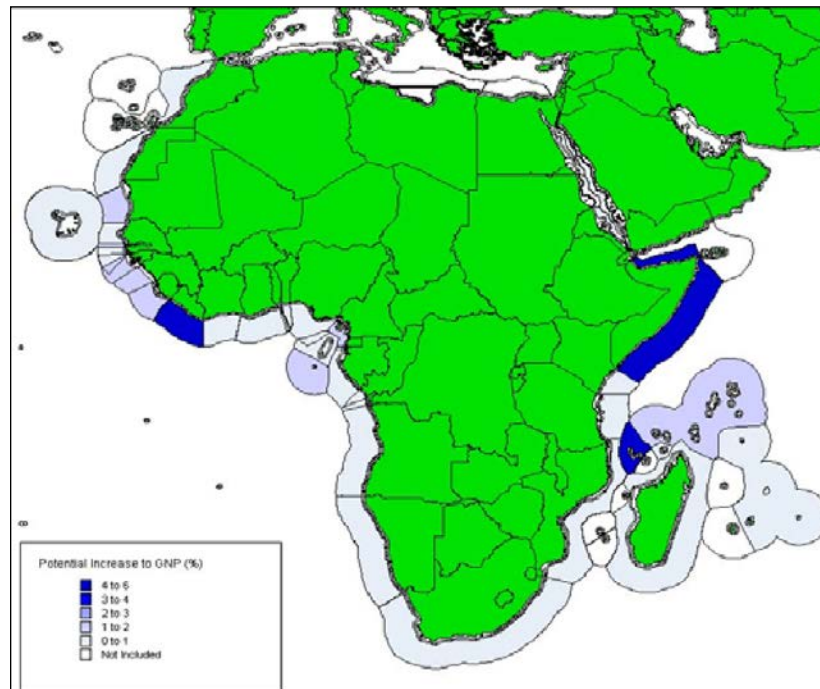 Potential Increase to GNP (%)
4 to 6
3 to 4
2 to 3
1 to 2
0 to 1
Not Included